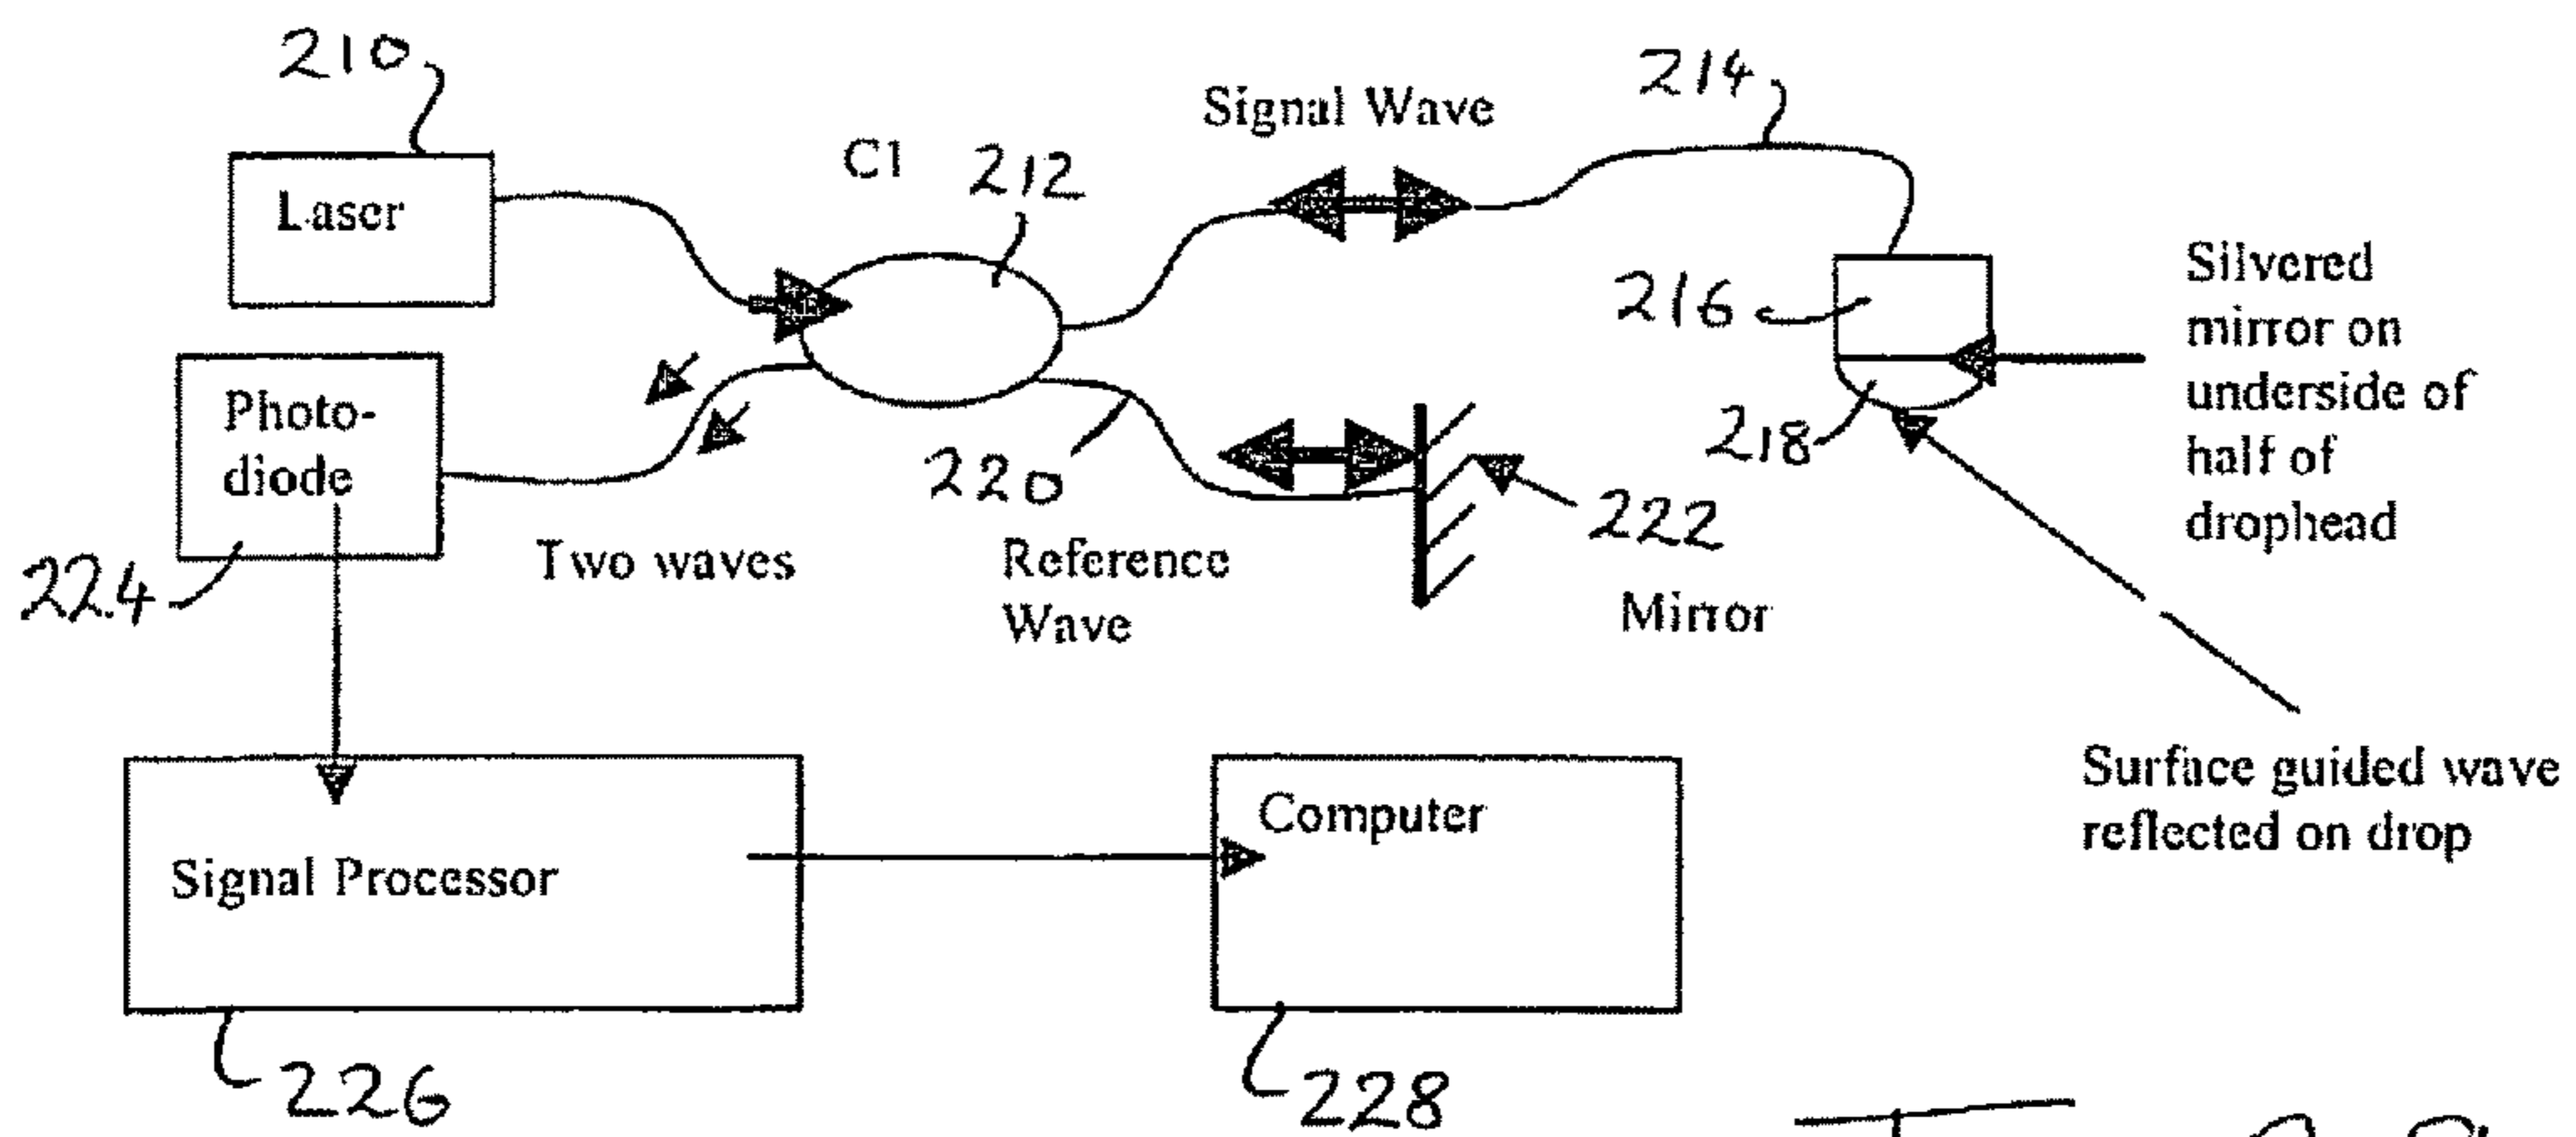 210
Laser
C1
212
Signal Wave
214
216
218
Silvered
mirror on
underside of
half of
drophead
Photo-
diode
224
Two waves
220
Reference
Wave
222
Mirror
Surface guided wave
reflected on drop
Signal Processor
226
Computer
228